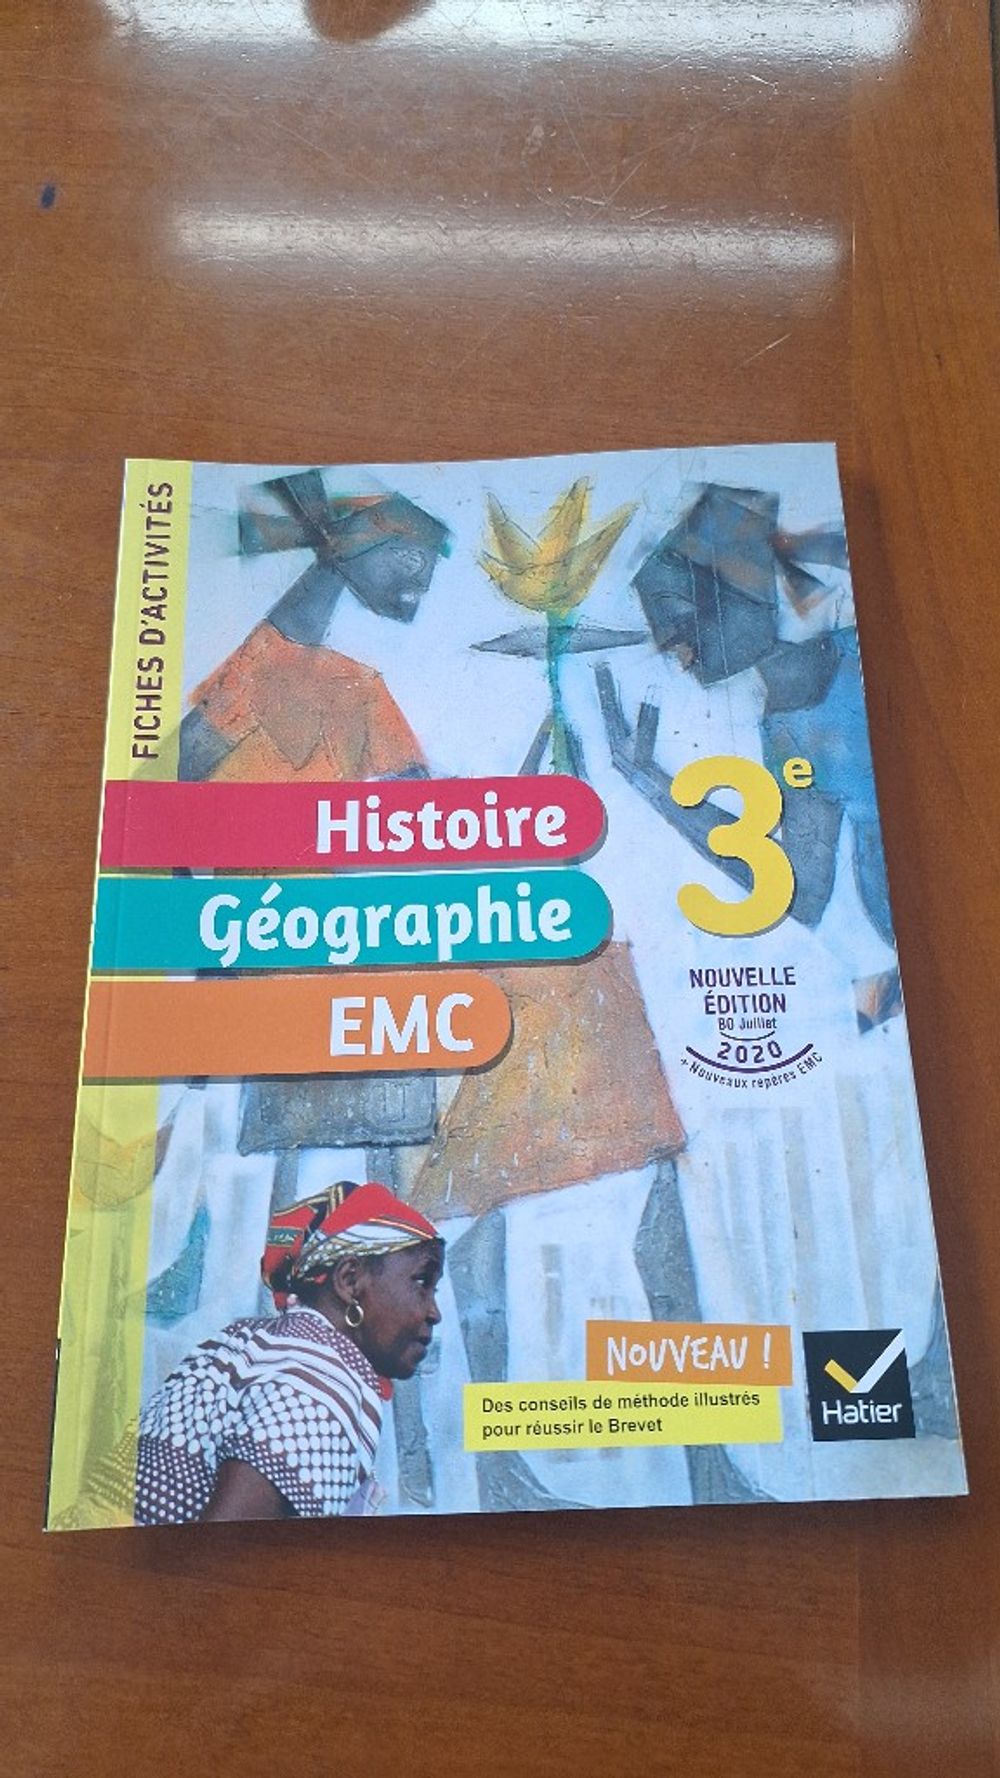 FICHES D'ACTIVITÉS
Histoire
Géographie
EMC
3e
NOUVELLE
ÉDITION
BO Juillet
2020
+ Nouveaux repères EMC
NOUVEAU !
Des conseils de méthode illustrés
pour réussir le Brevet
Hatier